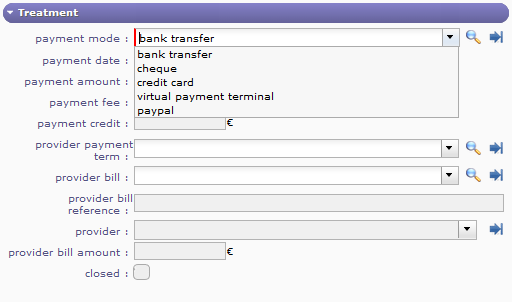 Treatment
payment mode : bank transfer
payment date : bank transfer
cheque
payment amount : credit card
payment fee : virtual payment terminal
paypal
payment credit : €
provider payment
term :
provider bill :
provider bill
reference :
provider :
provider bill amount : €
closed :